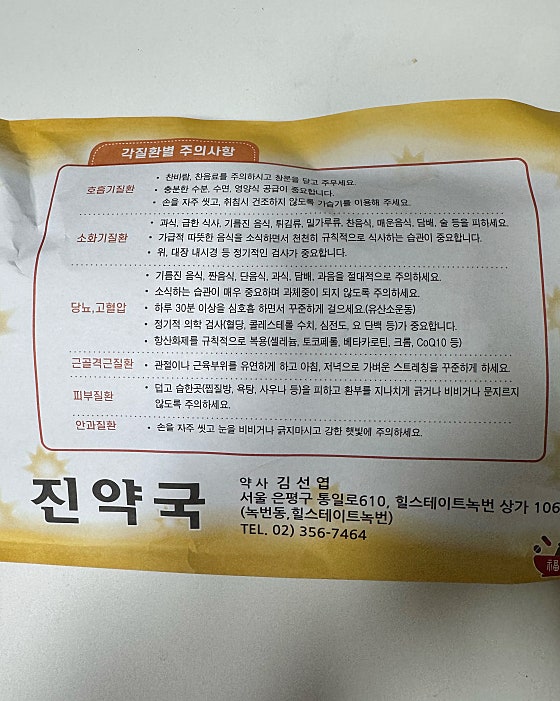 각질환별 주의사항
호흡기질환
• 찬바람, 찬음료를 주의하시고 창문을 닫고 주무세요.
• 충분한 수분, 수면, 영양식 공급이 중요합니다.
• 손을 자주 씻고, 취침시 건조하지 않도록 가습기를 이용해 주세요.
소화기질환
• 과식, 급한 식사, 기름진 음식, 튀김류, 밀가루류, 찬음식, 매운음식, 담배, 술 등을 피하세요.
• 가급적 따뜻한 음식을 소식하면서 천천히 규칙적으로 식사하는 습관이 중요합니다.
• 위, 대장 내시경 등 정기적인 검사가 중요합니다.
당뇨,고혈압
• 기름진 음식, 짠음식, 단음식, 과식, 담배, 과음을 절대적으로 주의하세요.
• 소식하는 습관이 매우 중요하며 과체중이 되지 않도록 주의하세요.
• 하루 30분 이상을 심호흡 하면서 꾸준하게 걸으세요.(유산소운동)
• 정기적 의학 검사(혈당, 콜레스테롤 수치, 심전도, 요 단백 등)가 중요합니다.
• 항산화제를 규칙적으로 복용(셀레늄, 토코페롤, 베타카로틴, 크롬, CoQ10 등)
근골격근질환
• 관절이나 근육부위를 유연하게 하고 아침, 저녁으로 가벼운 스트레칭을 꾸준하게 하세요.
피부질환
• 덥고 습한곳(찜질방, 욕탕, 사우나 등)을 피하고 환부를 지나치게 긁거나 비비거나 문지르지
않도록 주의하세요.
안과질환
• 손을 자주 씻고 눈을 비비거나 긁지마시고 강한 햇빛에 주의하세요.
진약국
약사 김선엽
서울 은평구 통일로610, 힐스테이트녹번 상가 106
(녹번동,힐스테이트녹번)
TEL. 02) 356-7464
福